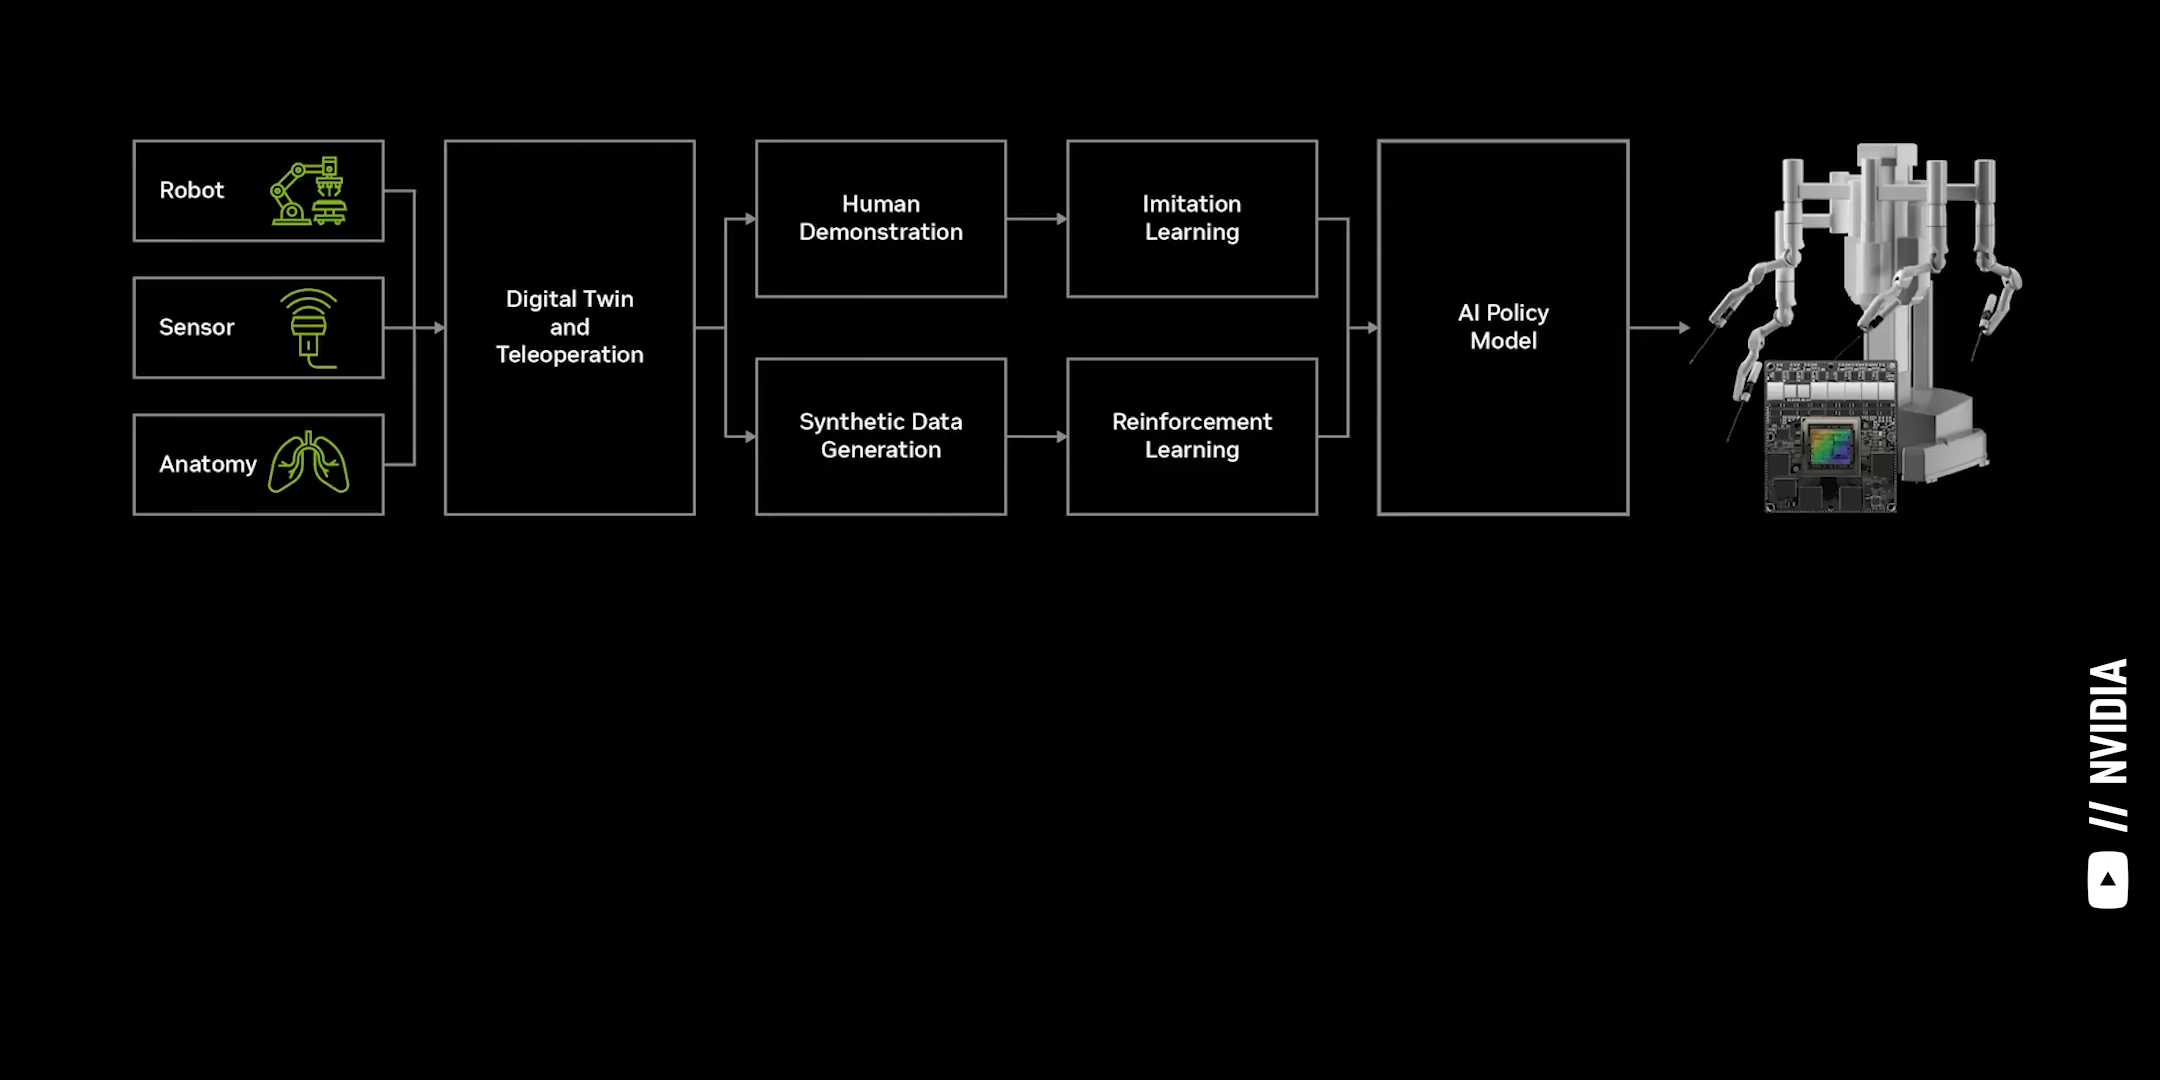 Robot
Sensor
Anatomy
Digital Twin
and
Teleoperation
Human
Demonstration
Synthetic Data
Generation
Imitation
Learning
Reinforcement
Learning
AI Policy
Model
// NVIDIA